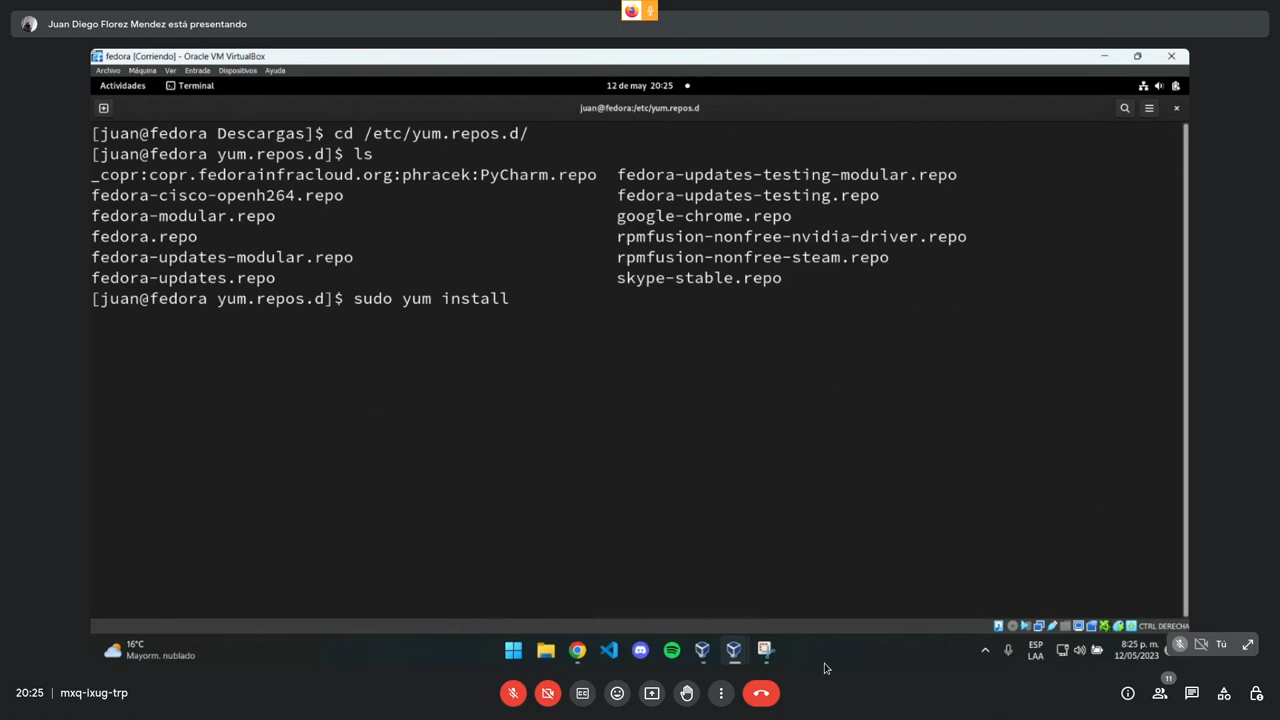 Juan Diego Florez Mendez está presentando
fedora [Corriendo] - Oracle VM VirtualBox
Archivo Máquina Ver Entrada Dispositivos Ayuda
Actividades Terminal 12 de may 20:25
juan@fedora:/etc/yum.repos.d
[juan@fedora Descargas]$ cd /etc/yum.repos.d/
[juan@fedora yum.repos.d]$ ls
_copr:copr.fedorainfracloud.org:phracek:PyCharm.repo fedora-updates-testing-modular.repo
fedora-cisco-openh264.repo fedora-updates-testing.repo
fedora-modular.repo google-chrome.repo
fedora.repo rpmfusion-nonfree-nvidia-driver.repo
fedora-updates-modular.repo rpmfusion-nonfree-steam.repo
fedora-updates.repo skype-stable.repo
[juan@fedora yum.repos.d]$ sudo yum install
CTRL DERECHA
16°C
Mayorm. nublado
ESP
LAA
8:25 p. m.
12/05/2023
Tú
20:25 | mxq-ixug-trp
11